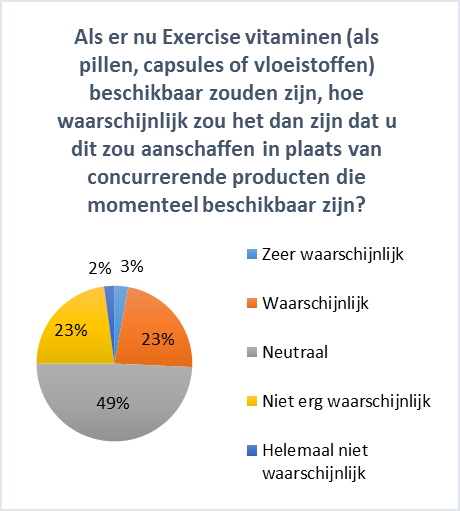 Als er nu Exercise vitaminen (als
pillen, capsules of vloeistoffen)
beschikbaar zouden zijn, hoe
waarschijnlijk zou het dan zijn dat u
dit zou aanschaffen in plaats van
concurrerende producten die
momenteel beschikbaar zijn?
2%
3%
23%
23%
49%
Zeer waarschijnlijk
Waarschijnlijk
Neutraal
Niet erg waarschijnlijk
Helemaal niet
waarschijnlijk